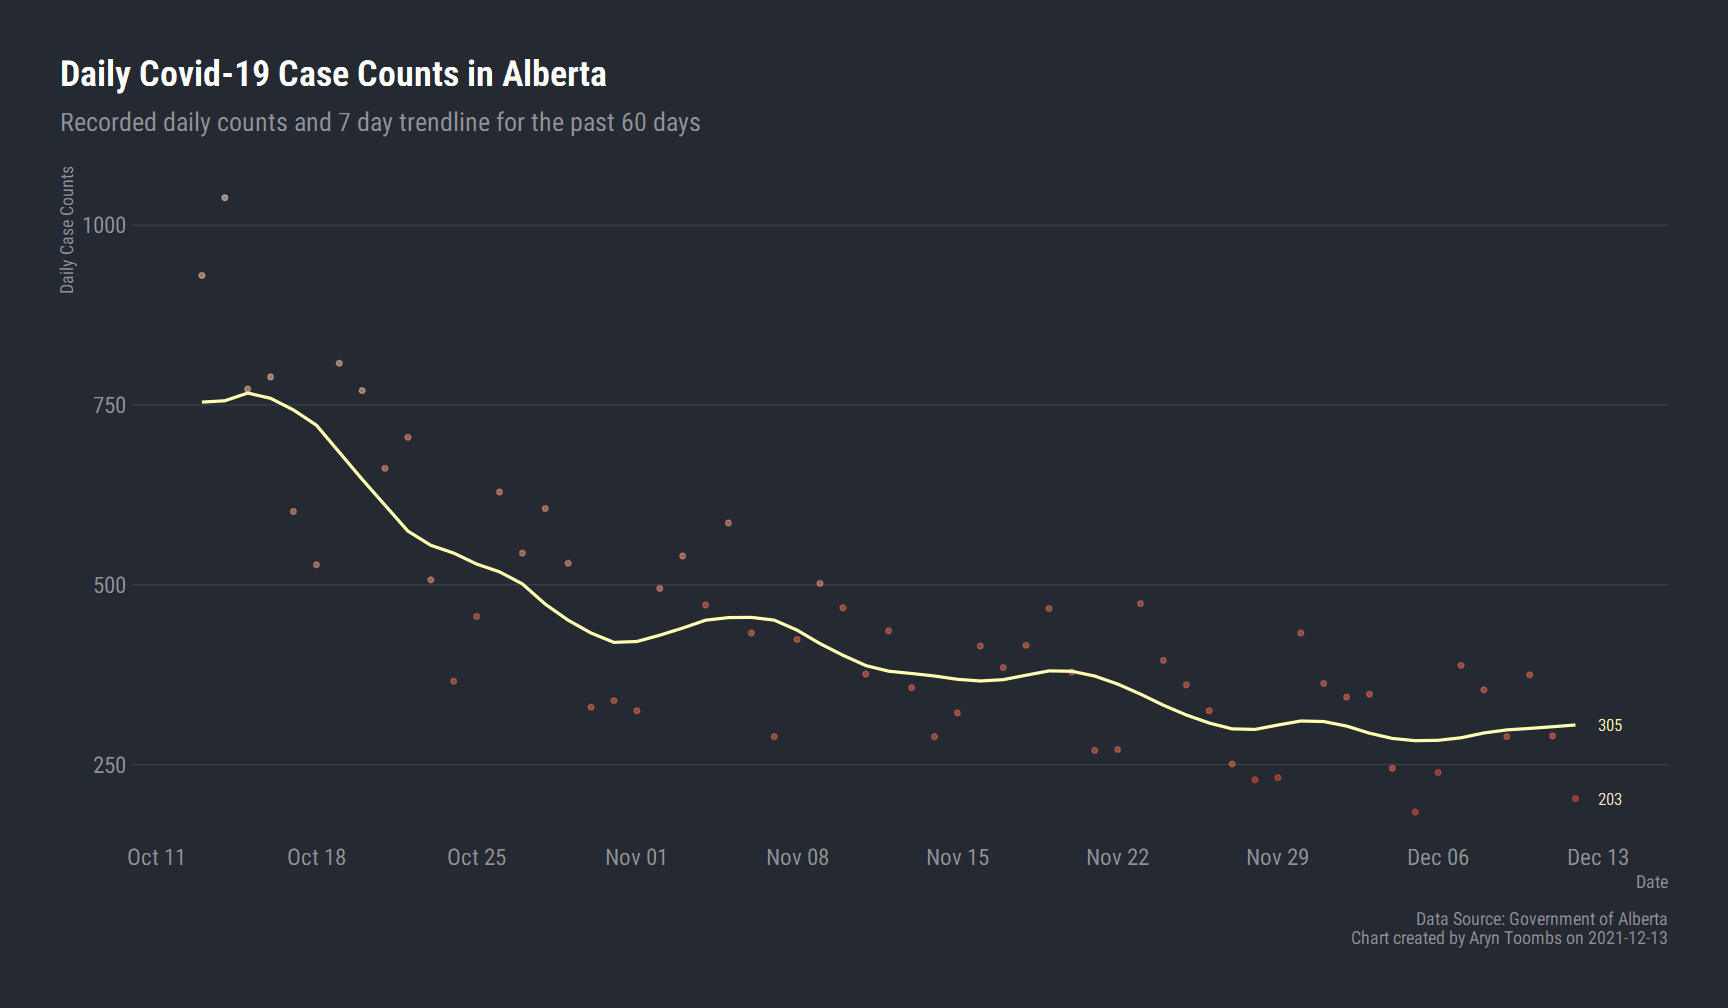 Daily Covid-19 Case Counts in Alberta
Recorded daily counts and 7 day trendline for the past 60 days
Daily Case Counts
1000
750
500
250
305
203
Oct 11
Oct 18
Oct 25
Nov 01
Nov 08
Nov 15
Nov 22
Nov 29
Dec 06
Dec 13
Date
Data Source: Government of Alberta
Chart created by Aryn Toombs on 2021-12-13